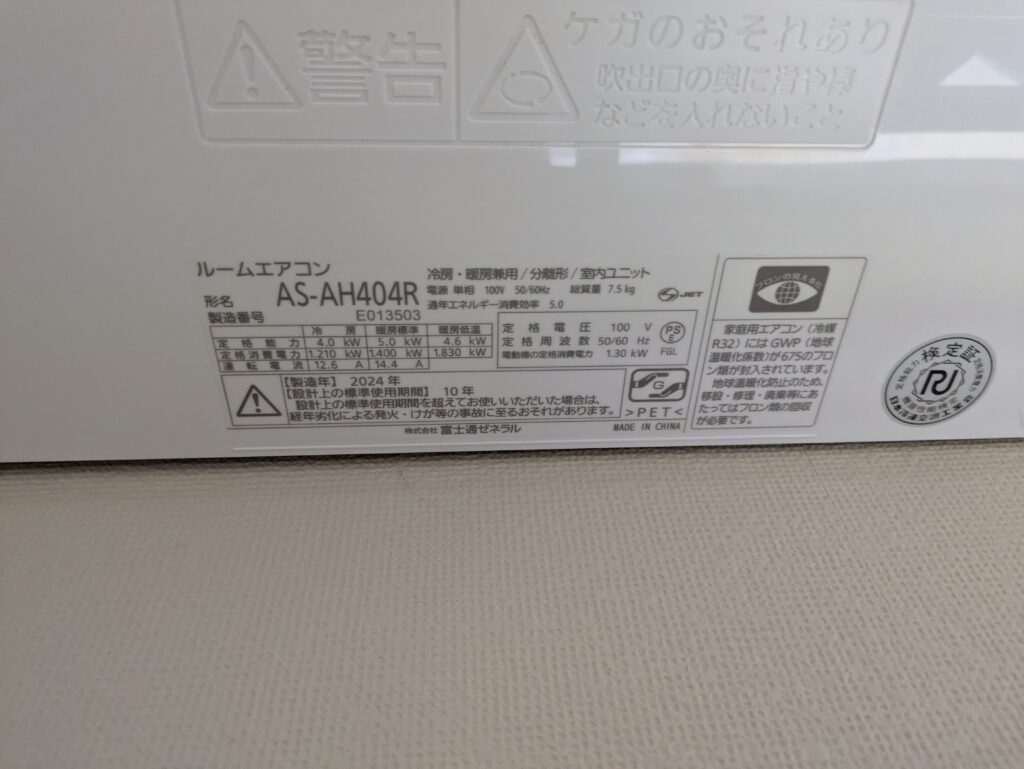 警告
ケガのおそれあり
吹出口の奥に指や棒
などを入れないこと
ルームエアコン
冷房・暖房兼用/分離形/室内ユニット
形名 AS-AH404R
電源 単相 100V 50/60Hz 総質量 7.5 kg
通年エネルギー消費効率 5.0
JET
製造番号 E013503
冷房 暖房標準 暖房低温
定格能力 4.0 kW 5.0 kW 4.6 kW
定格消費電力 1.210 kW 1.400 kW 1.830 kW
運転電流 12.6 A 14.4 A
定格電圧 100 V
定格周波数 50/60 Hz
電動機の定格消費電力 1.30 kW
PSE
FGL
【製造年】 2024 年
【設計上の標準使用期間】 10 年
設計上の標準使用期間を超えてお使いいただいた場合は、
経年劣化による発火・けが等の事故に至るおそれがあります。
G
>PET<
株式会社 富士通ゼネラル
MADE IN CHINA
フロンの見える化
家庭用エアコン(冷媒
R32)にはGWP(地球
温暖化係数)が675のフロ
ン類が封入されています。
地球温暖化防止のため、
移設・修理・廃棄等にあ
たってはフロン類の回収
が必要です。
検定証
定格能力